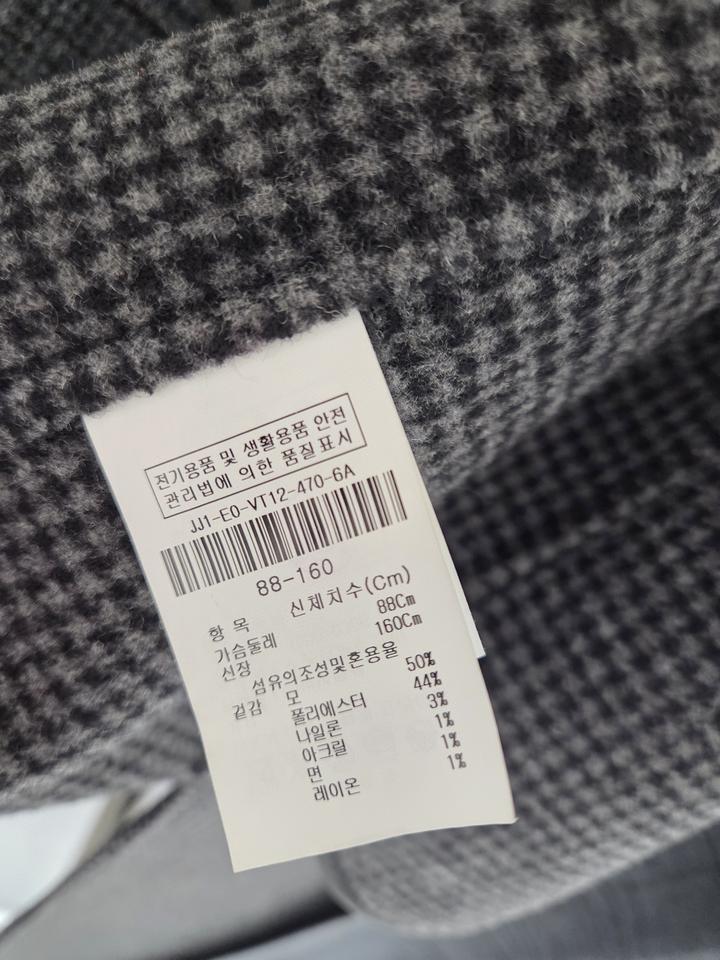 전기용품 및 생활용품 안전
관리법에 의한 품질표시
JJ1-E0-VT12-470-6A
88-160
항 목 신체치수(Cm)
가슴둘레 88Cm
신장 160Cm
섬유의조성및혼용율
겉감 모 50%
폴리에스터 44%
나일론 3%
아크릴 1%
면 1%
레이온 1%